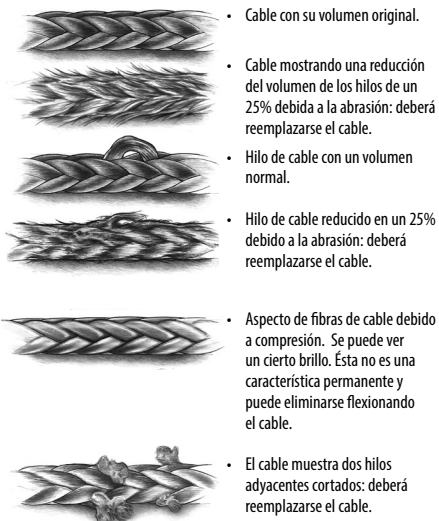 • Cable con su volumen original.
• Cable mostrando una reducción
del volumen de los hilos de un
25% debida a la abrasión: deberá
reemplazarse el cable.
• Hilo de cable con un volumen
normal.
• Hilo de cable reducido en un 25%
debido a la abrasión: deberá
reemplazarse el cable.
• Aspecto de fibras de cable debido
a compresión. Se puede ver
un cierto brillo. Ésta no es una
característica permanente y
puede eliminarse flexionando
el cable.
• El cable muestra dos hilos
adyacentes cortados: deberá
reemplazarse el cable.